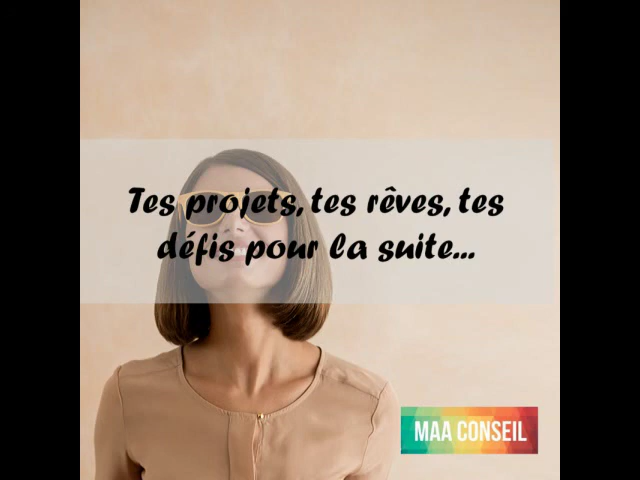 Tes projets, tes rêves, tes
défis pour la suite...
MAA CONSEIL